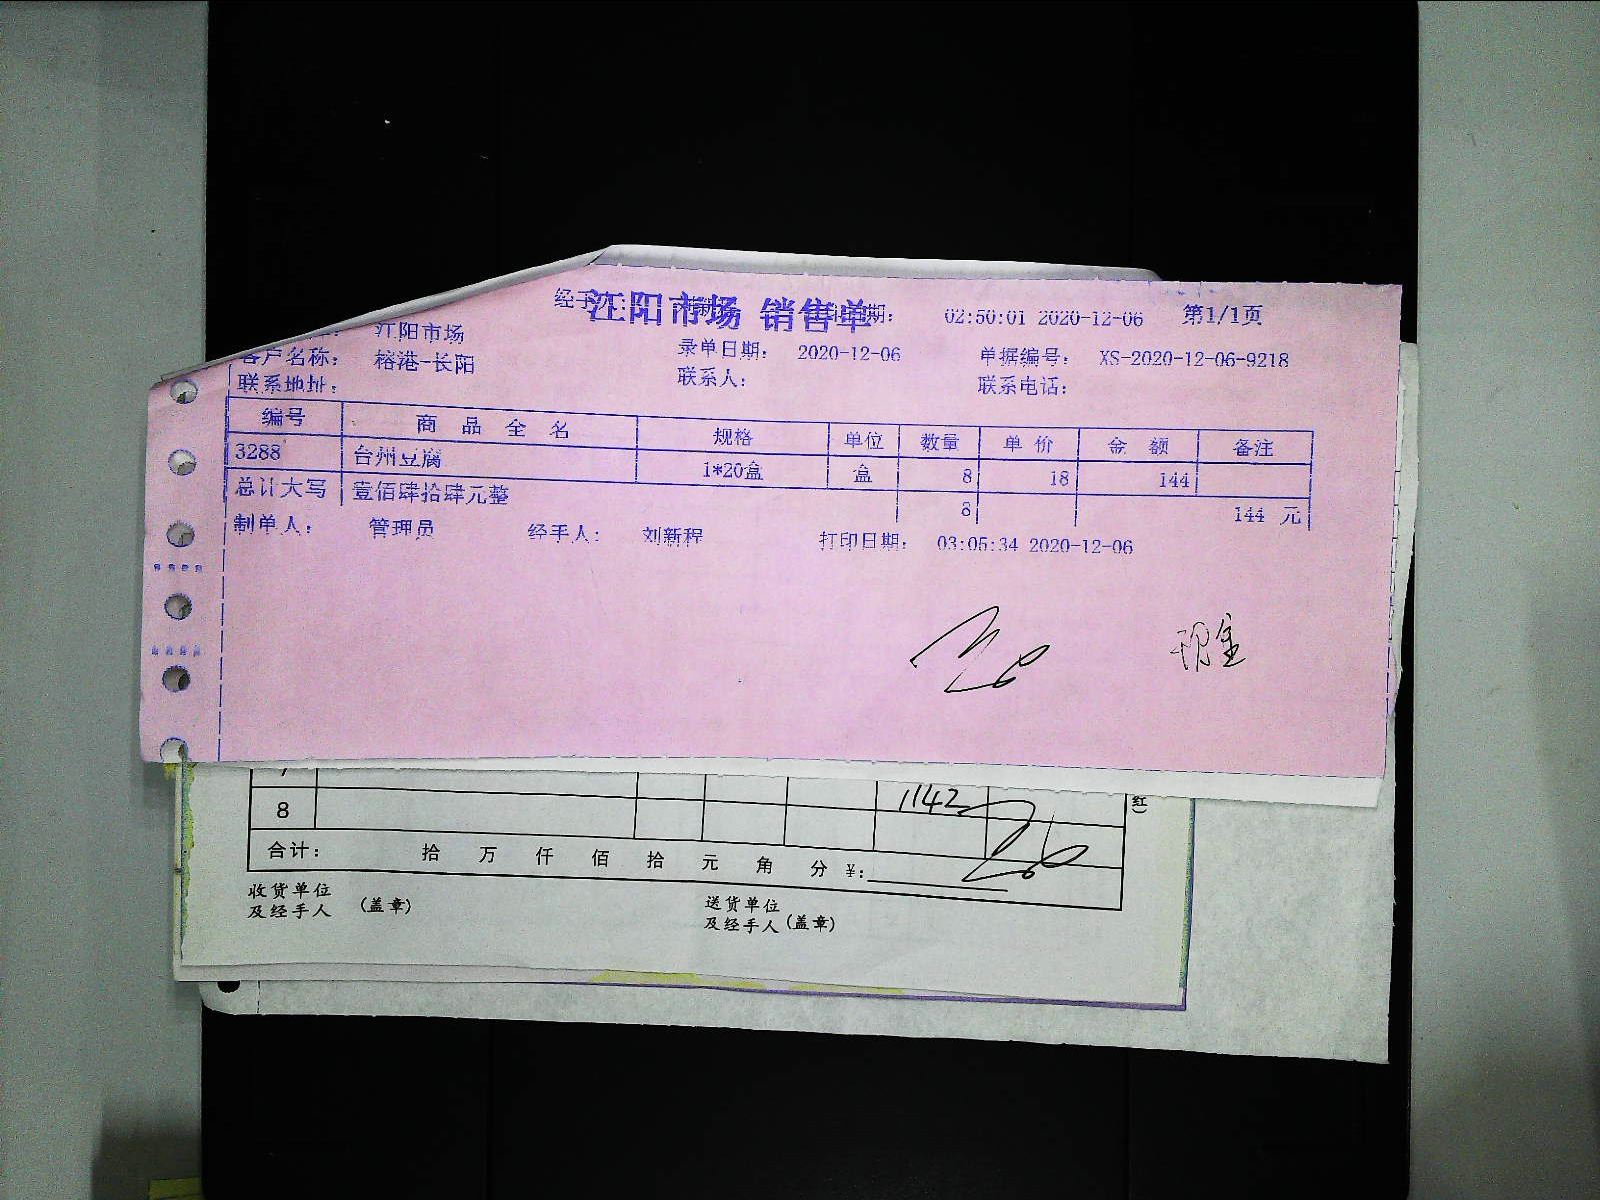 江阳市场 销售单
02:50:01 2020-12-06 第1/1页
江阳市场
客户名称： 榕港-长阳 录单日期： 2020-12-06 单据编号： XS-2020-12-06-9218
联系地址： 联系人： 联系电话：
编号 商品全名 规格 单位 数量 单价 金额 备注
3288 台州豆腐 1*20盒 盒 8 18 144
总计大写 壹佰肆拾肆元整 8 144 元
制单人： 管理员 经手人： 刘新程 打印日期： 03:05:34 2020-12-06
现金
1142
8
合计： 拾 万 仟 佰 拾 元 角 分 ¥：
收货单位 送货单位
及经手人 (盖章) 及经手人 (盖章)
红)